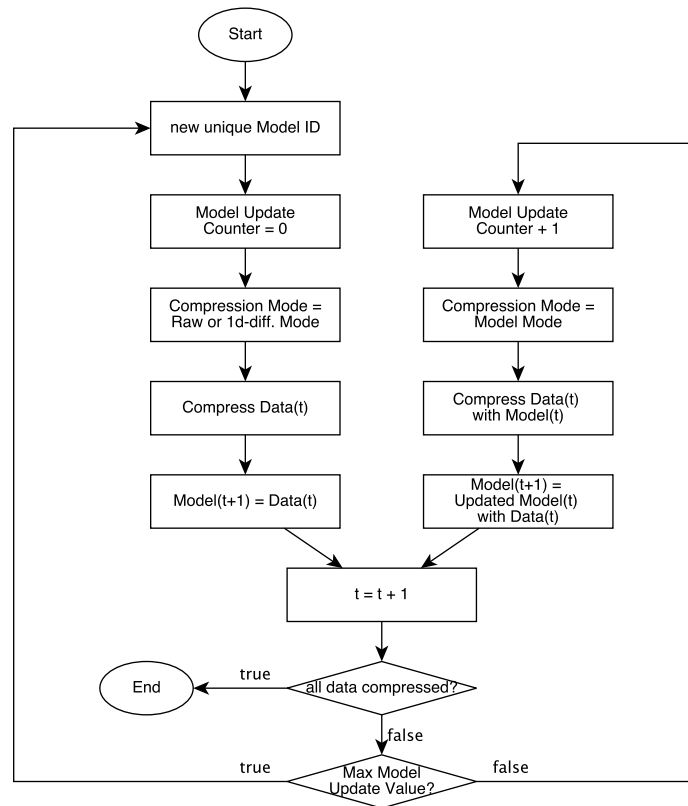 Start
new unique Model ID
Model Update
Counter = 0
Compression Mode =
Raw or 1d-diff. Mode
Compress Data(t)
Model(t+1) = Data(t)
Model Update
Counter + 1
Compression Mode =
Model Mode
Compress Data(t)
with Model(t)
Model(t+1) =
Updated Model(t)
with Data(t)
t = t + 1
all data compressed?
true
End
false
Max Model
Update Value?
true
false